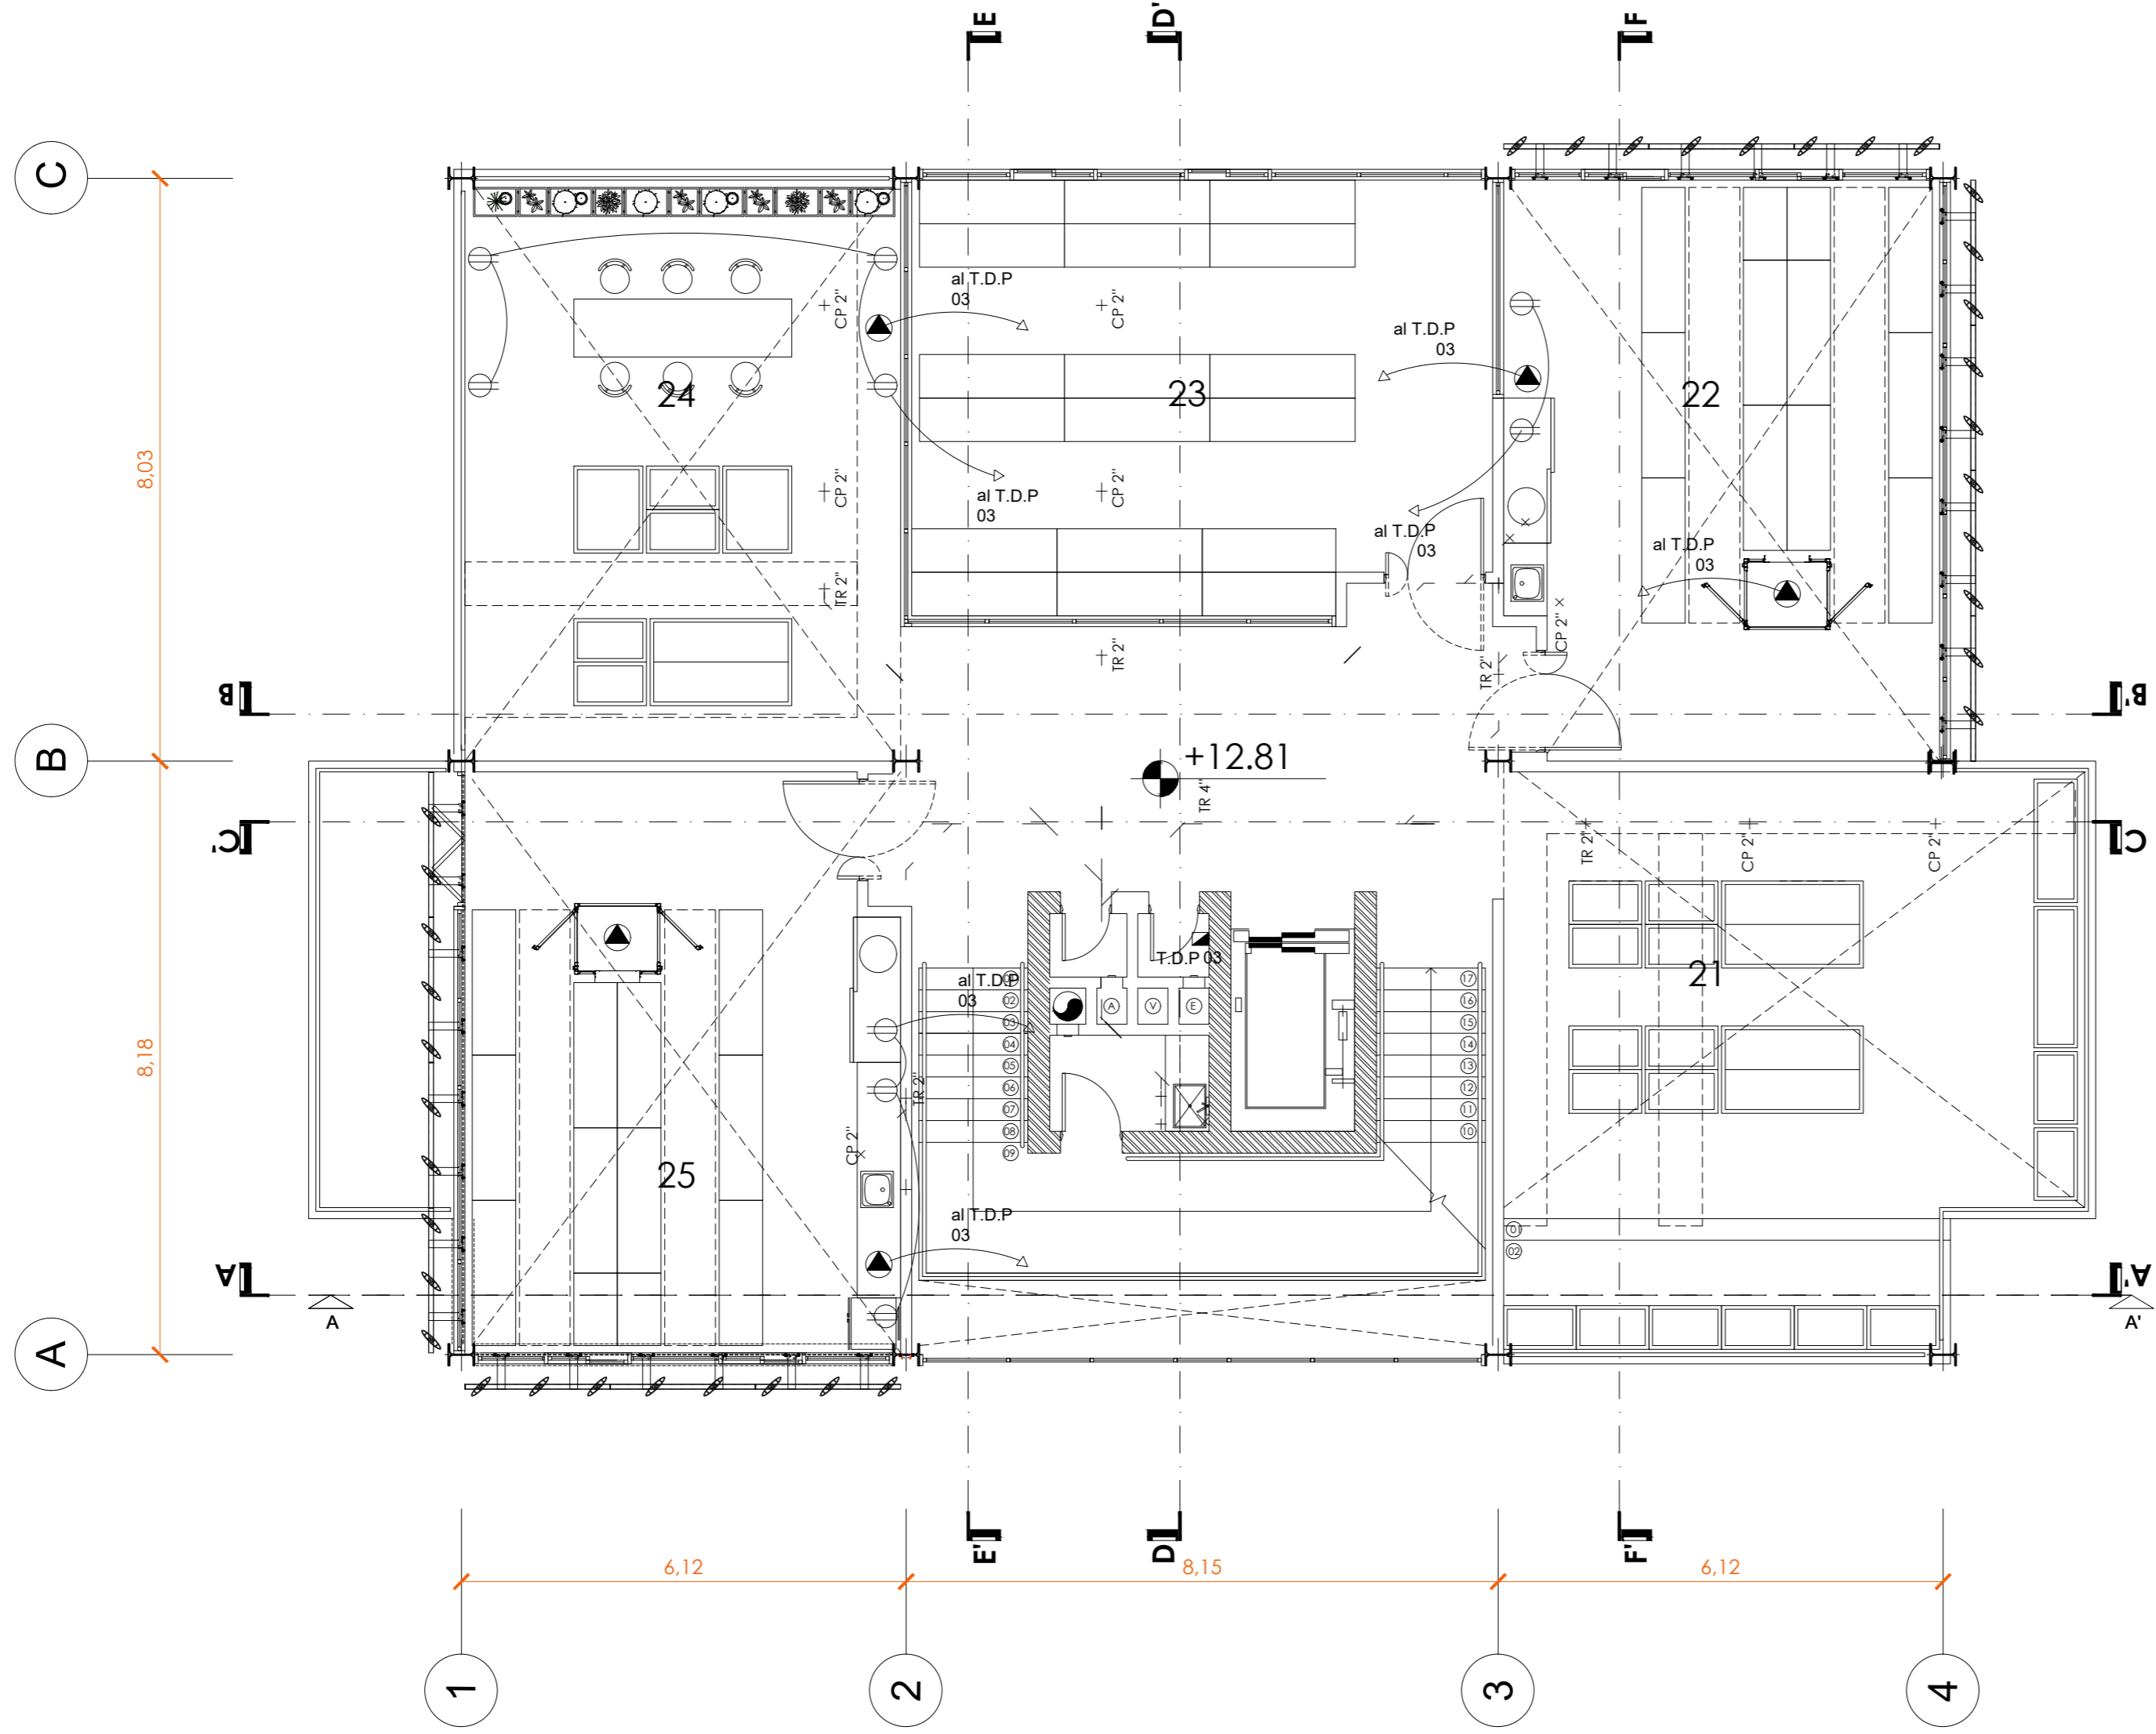 E
D'
F
C
al T.D.P
03
CP 2"
CP 2"
al T.D.P
03
24
23
22
8,03
CP 2"
CP 2"
al T.D.P
03
al T.D.P
03
al T.D.P
03
TR 2"
CP 2"
TR 2"
TR 2"
B
B'
B
+12.81
TR 4"
C'
C
TR 2"
CP 2"
CP 2"
T.D.P 03
21
al T.D.P
03
02
03
04
05
06
07
08
09
A
V
E
17
16
15
14
13
12
11
10
8,18
TR 2"
CP 2"
25
al T.D.P
03
01
02
A
A'
A
A'
A
E'
D
F'
6,12
8,15
6,12
1
2
3
4